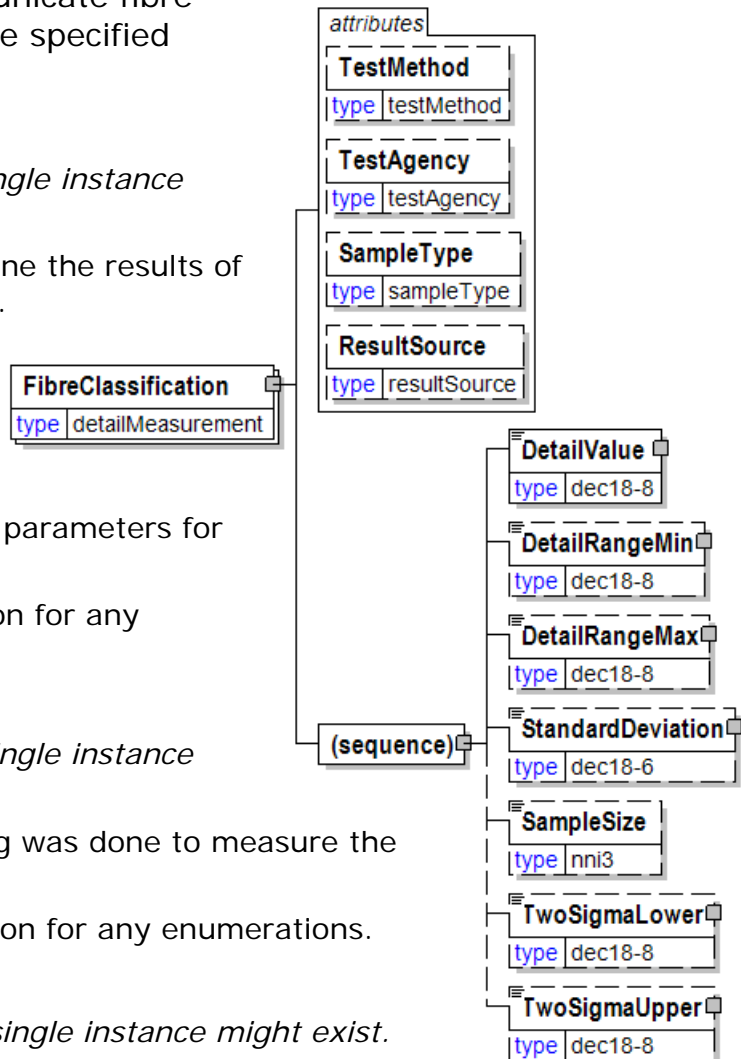 unicate fibre
e specified
ngle instance
ne the results of
.
parameters for
on for any
ingle instance
g was done to measure the
on for any enumerations.
single instance might exist.
attributes
TestMethod
type testMethod
TestAgency
type testAgency
SampleType
type sampleType
ResultSource
type resultSource
FibreClassification
type detailMeasurement
(sequence)
DetailValue
type dec18-8
DetailRangeMin
type dec18-8
DetailRangeMax
type dec18-8
StandardDeviation
type dec18-6
SampleSize
type nni3
TwoSigmaLower
type dec18-8
TwoSigmaUpper
type dec18-8